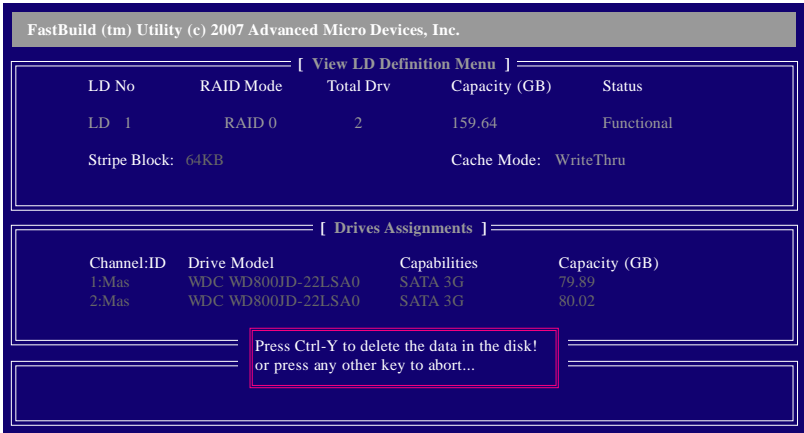 FastBuild (tm) Utility (c) 2007 Advanced Micro Devices, Inc.
[ View LD Definition Menu ]
LD No RAID Mode Total Drv Capacity (GB) Status
LD 1 RAID 0 2 159.64 Functional
Stripe Block: 64KB Cache Mode: WriteThru
[ Drives Assignments ]
Channel:ID Drive Model Capabilities Capacity (GB)
1:Mas WDC WD800JD-22LSA0 SATA 3G 79.89
2:Mas WDC WD800JD-22LSA0 SATA 3G 80.02
Press Ctrl-Y to delete the data in the disk!
or press any other key to abort...